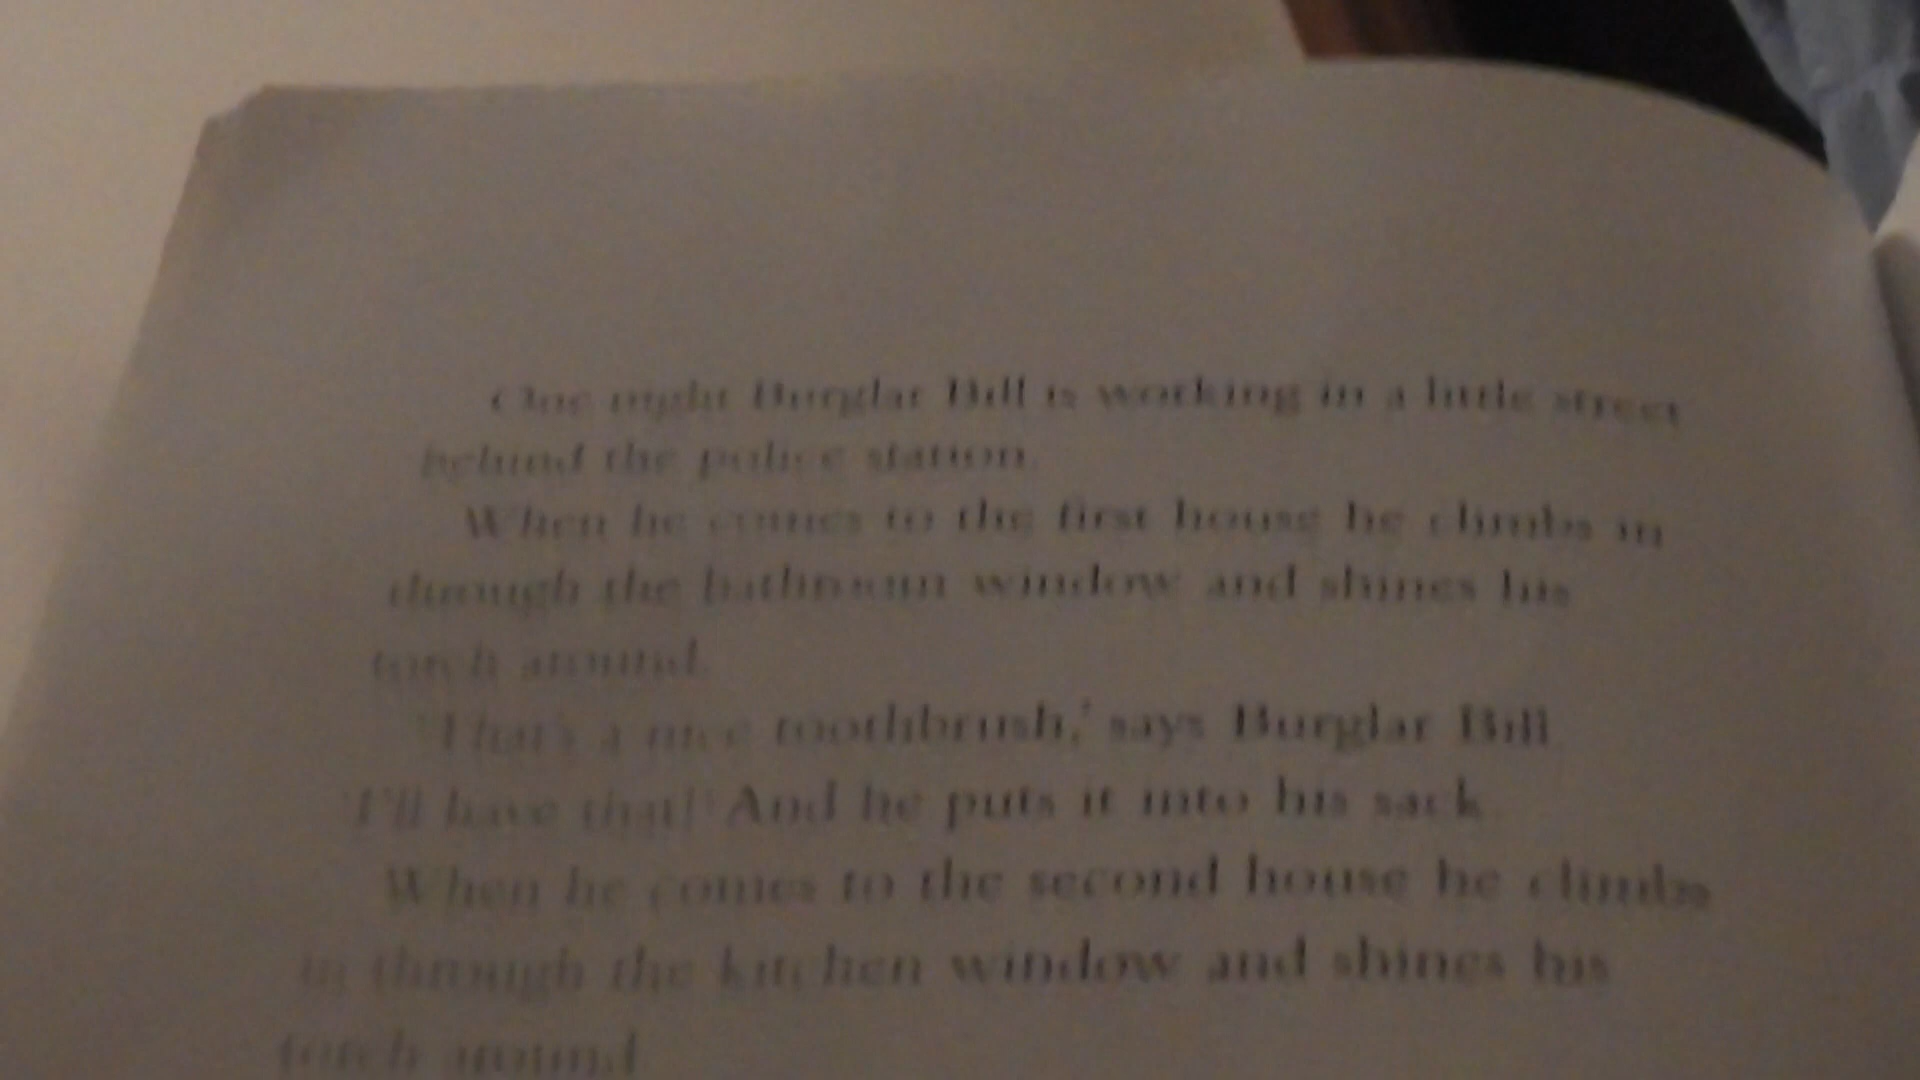 One night Burglar Bill is working in a little street
behind the police station.
When he comes to the first house he climbs in
through the bathroom window and shines his
torch around.
'That's a nice toothbrush,' says Burglar Bill.
'I'll have that!' And he puts it into his sack.
When he comes to the second house he climbs
in through the kitchen window and shines his
torch around.